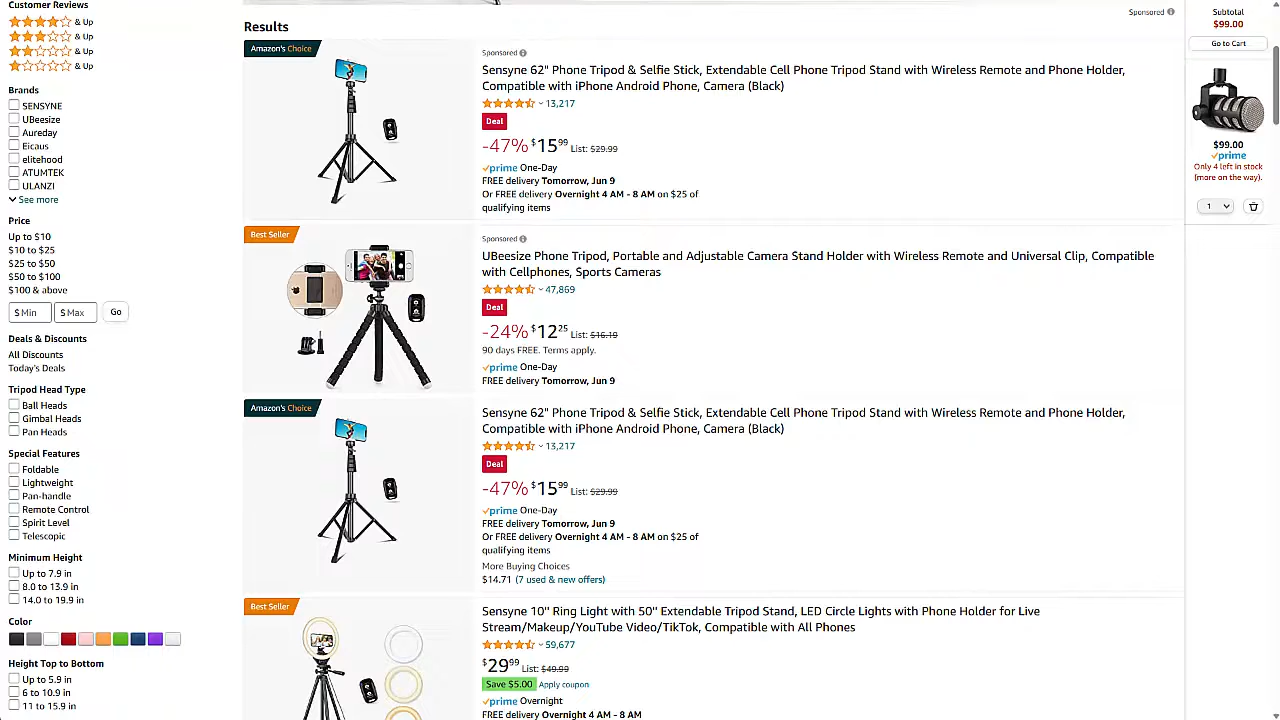 Customer Reviews
& Up
& Up
& Up
& Up
Brands
SENSYNE
UBeesize
Aureday
Eicaus
elitehood
ATUMTEK
ULANZI
See more
Price
Up to $10
$10 to $25
$25 to $50
$50 to $100
$100 & above
$ Min $ Max Go
Deals & Discounts
All Discounts
Today's Deals
Tripod Head Type
Ball Heads
Gimbal Heads
Pan Heads
Special Features
Foldable
Lightweight
Pan-handle
Remote Control
Spirit Level
Telescopic
Minimum Height
Up to 7.9 in
8.0 to 13.9 in
14.0 to 19.9 in
Color
Height Top to Bottom
Up to 5.9 in
6 to 10.9 in
11 to 15.9 in
Sponsored
Results
Amazon's Choice
Sponsored
Sensyne 62" Phone Tripod & Selfie Stick, Extendable Cell Phone Tripod Stand with Wireless Remote and Phone Holder,
Compatible with iPhone Android Phone, Camera (Black)
13,217
Deal
-47% $15.99 List: $29.99
prime One-Day
FREE delivery Tomorrow, Jun 9
Or FREE delivery Overnight 4 AM - 8 AM on $25 of
qualifying items
Best Seller
Sponsored
UBeesize Phone Tripod, Portable and Adjustable Camera Stand Holder with Wireless Remote and Universal Clip, Compatible
with Cellphones, Sports Cameras
47,869
Deal
-24% $12.25 List: $16.19
90 days FREE. Terms apply.
prime One-Day
FREE delivery Tomorrow, Jun 9
Amazon's Choice
Sensyne 62" Phone Tripod & Selfie Stick, Extendable Cell Phone Tripod Stand with Wireless Remote and Phone Holder,
Compatible with iPhone Android Phone, Camera (Black)
13,217
Deal
-47% $15.99 List: $29.99
prime One-Day
FREE delivery Tomorrow, Jun 9
Or FREE delivery Overnight 4 AM - 8 AM on $25 of
qualifying items
More Buying Choices
$14.71 (7 used & new offers)
Best Seller
Sensyne 10" Ring Light with 50" Extendable Tripod Stand, LED Circle Lights with Phone Holder for Live
Stream/Makeup/YouTube Video/TikTok, Compatible with All Phones
59,677
$29.99 List: $49.99
Save $5.00 Apply coupon
prime Overnight
FREE delivery Overnight 4 AM - 8 AM
Subtotal
$99.00
Go to Cart
$99.00
prime
Only 4 left in stock
(more on the way).
1